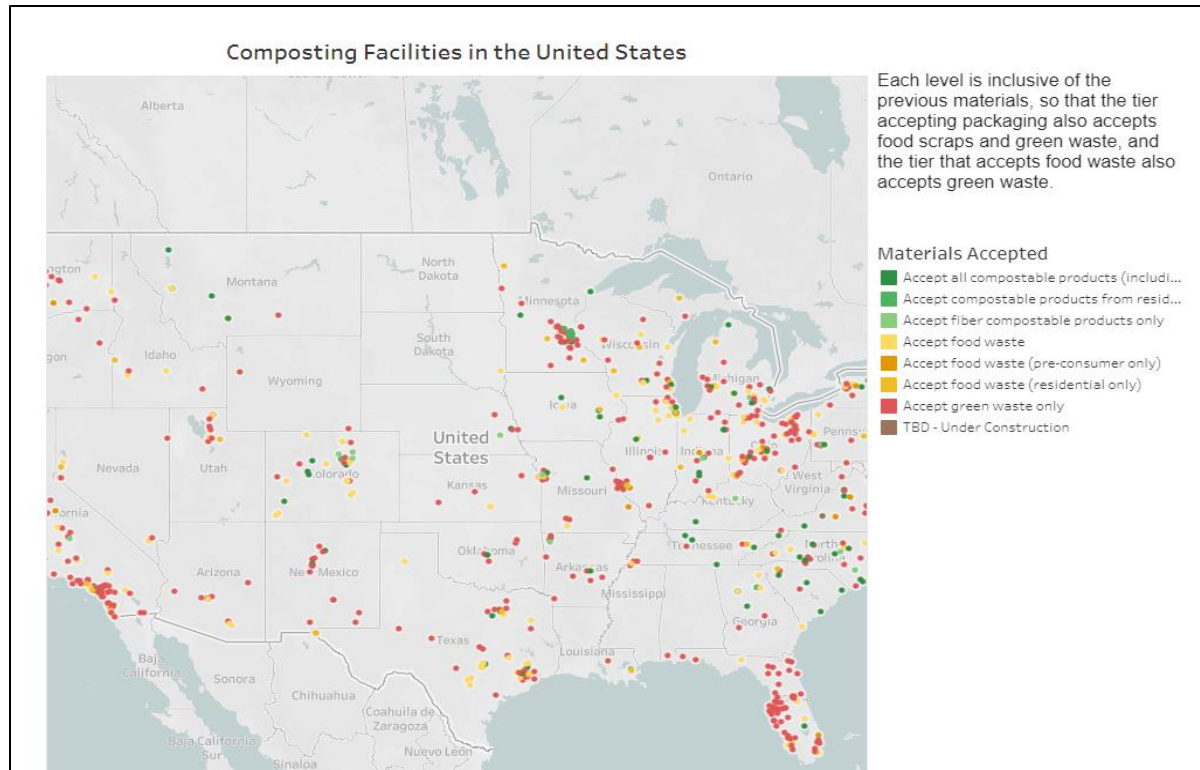 Composting Facilities in the United States
Each level is inclusive of the
previous materials, so that the tier
accepting packaging also accepts
food scraps and green waste, and
the tier that accepts food waste also
accepts green waste.
Alberta
Ontario
ngton
Montana
North
Dakota
Minnesota
gon
Idaho
South
Dakota
Wisconsin
Michigan
Wyoming
Iowa
Nevada
Utah
United
States
Colorado
Kansas
Missouri
Illinois
Indiana
Pennsy
West
Virginia
Kentucky
ornia
Arizona
New Mexico
Oklahoma
Arkansas
Tennessee
North
Carolina
Mississippi
Georgia
Texas
Louisiana
Baja
California
Sonora
Chihuahua
Coahuila de
Zaragoza
Baja California
Sur
Sinaloa
Nuevo León
Materials Accepted
Accept all compostable products (includi...
Accept compostable products from resid...
Accept fiber compostable products only
Accept food waste
Accept food waste (pre-consumer only)
Accept food waste (residential only)
Accept green waste only
TBD - Under Construction